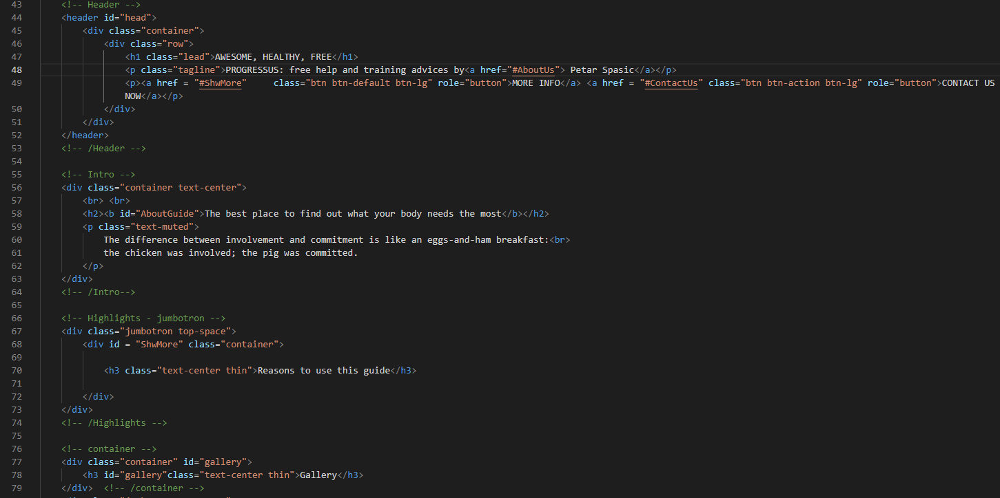 43 <!-- Header -->
44 <header id="head">
45 <div class="container">
46 <div class="row">
47 <h1 class="lead">AWESOME, HEALTHY, FREE</h1>
48 <p class="tagline">PROGRESSUS: free help and training advices by<a href="#AboutUs"> Petar Spasic</a></p>
49 <p><a href = "#ShwMore"     class="btn btn-default btn-lg" role="button">MORE INFO</a> <a href = "#ContactUs" class="btn btn-action btn-lg" role="button">CONTACT US
NOW</a></p>
50 </div>
51 </div>
52 </header>
53 <!-- /Header -->
54
55 <!-- Intro -->
56 <div class="container text-center">
57 <br> <br>
58 <h2><b id="AboutGuide">The best place to find out what your body needs the most</b></h2>
59 <p class="text-muted">
60 The difference between involvement and commitment is like an eggs-and-ham breakfast:<br>
61 the chicken was involved; the pig was committed.
62 </p>
63 </div>
64 <!-- /Intro-->
65
66 <!-- Highlights - jumbotron -->
67 <div class="jumbotron top-space">
68 <div id = "ShwMore" class="container">
69
70 <h3 class="text-center thin">Reasons to use this guide</h3>
71
72 </div>
73 </div>
74 <!-- /Highlights -->
75
76 <!-- container -->
77 <div class="container" id="gallery">
78 <h3 id="gallery"class="text-center thin">Gallery</h3>
79 </div>  <!-- /container -->